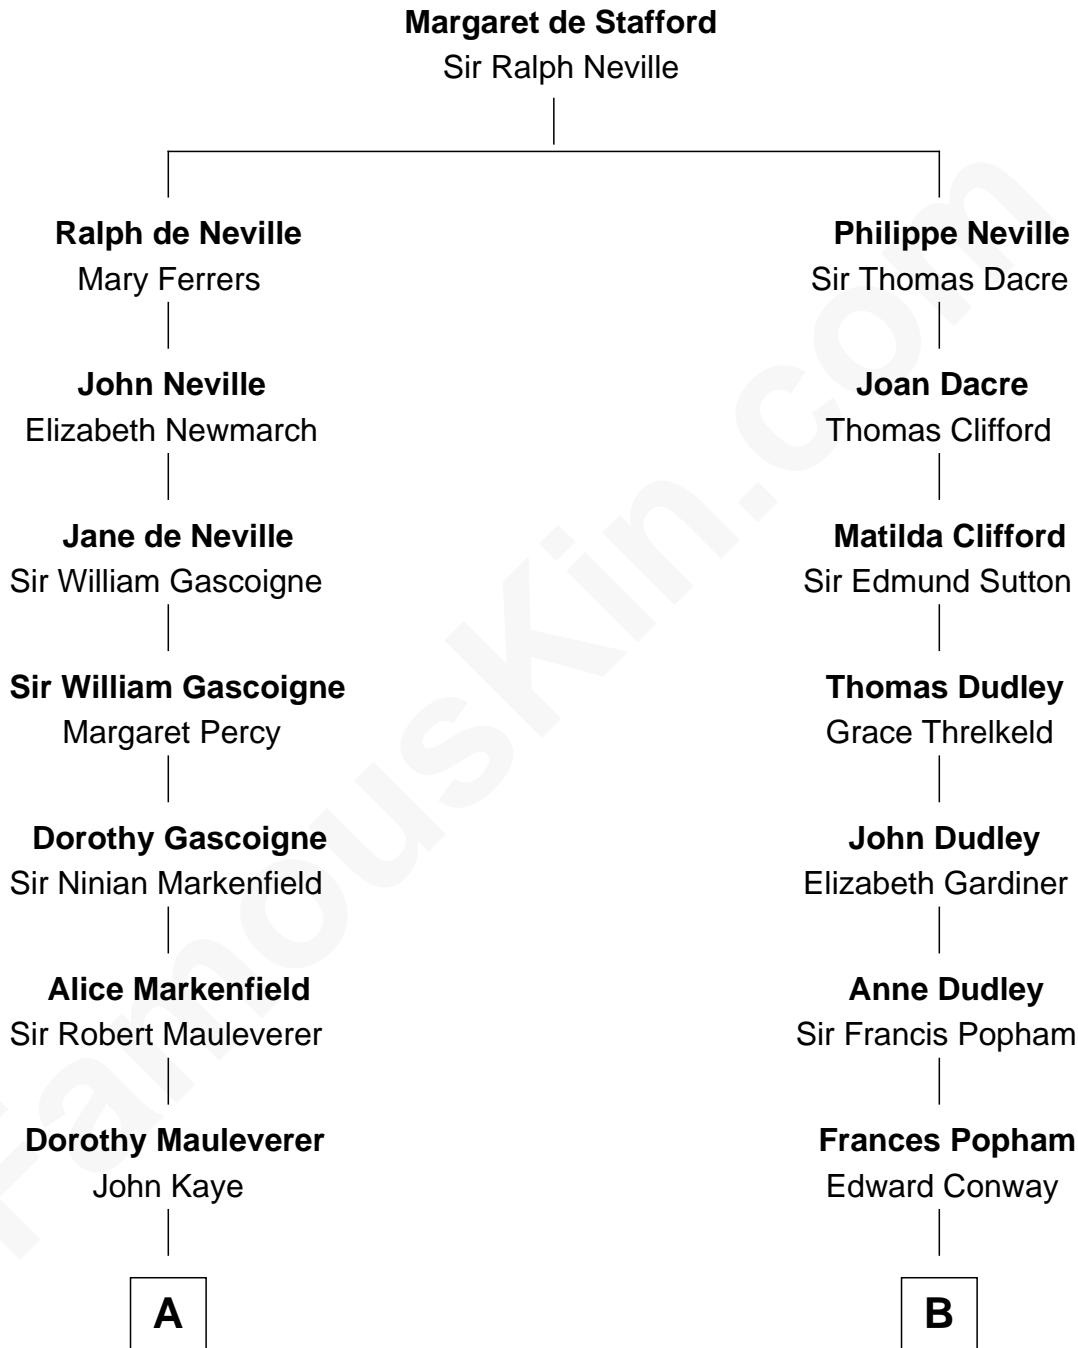 Margaret de Stafford
Sir Ralph Neville
Ralph de Neville
Mary Ferrers
Philippe Neville
Sir Thomas Dacre
John Neville
Elizabeth Newmarch
Joan Dacre
Thomas Clifford
Jane de Neville
Sir William Gascoigne
Matilda Clifford
Sir Edmund Sutton
Sir William Gascoigne
Margaret Percy
Thomas Dudley
Grace Threlkeld
Dorothy Gascoigne
Sir Ninian Markenfield
John Dudley
Elizabeth Gardiner
Alice Markenfield
Sir Robert Mauleverer
Anne Dudley
Sir Francis Popham
Dorothy Mauleverer
John Kaye
Frances Popham
Edward Conway
A
B
FamousKin.com